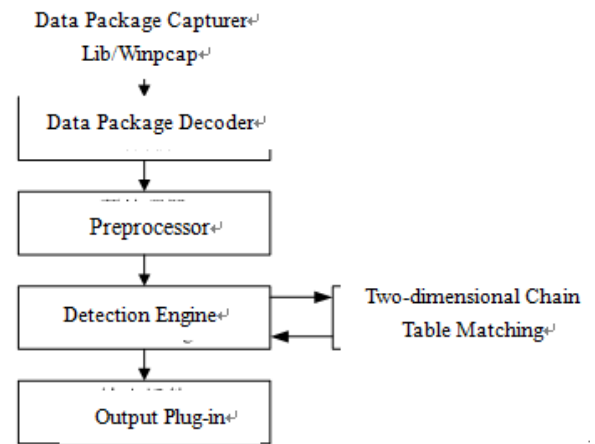 Data Package Capturer↵
Lib/Winpcap↵
Data Package Decoder↵
Preprocessor↵
Detection Engine↵
Two-dimensional Chain
Table Matching↵
Output Plug-in↵